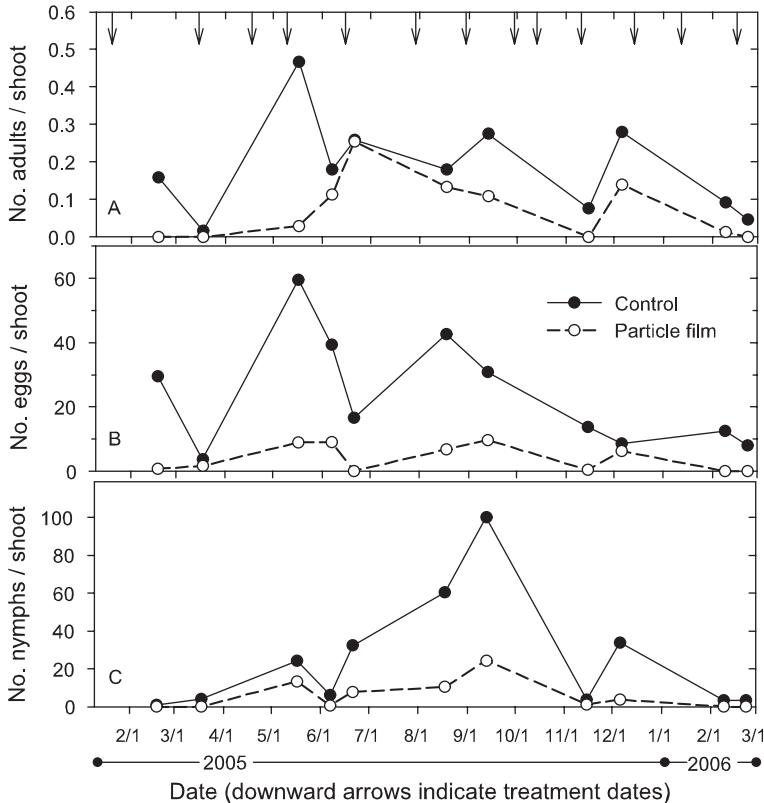 0.6
0.5
0.4
0.3
0.2
0.1
0.0
No. adults / shoot
A
60
40
20
0
No. eggs / shoot
B
Control
Particle film
100
80
60
40
20
0
No. nymphs / shoot
C
2/1 3/1 4/1 5/1 6/1 7/1 8/1 9/1 10/1 11/1 12/1 1/1 2/1 3/1
2005 2006
Date (downward arrows indicate treatment dates)